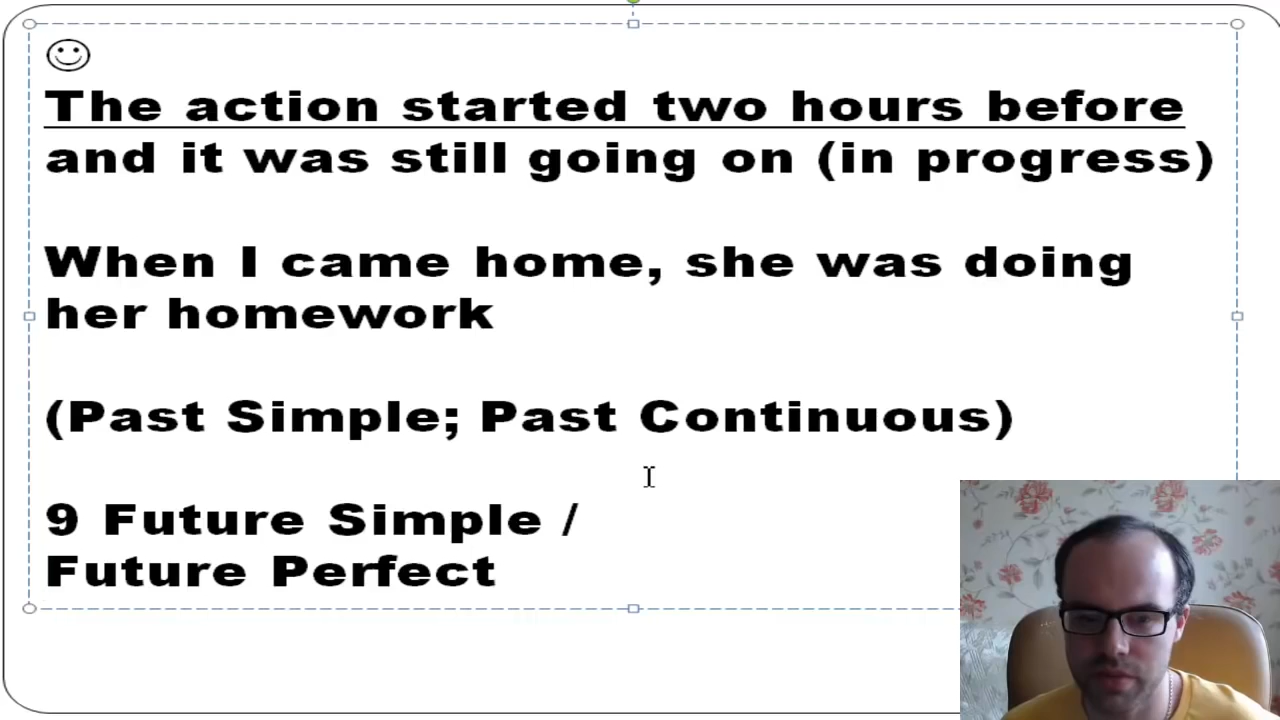 The action started two hours before
and it was still going on (in progress)
When I came home, she was doing
her homework
(Past Simple; Past Continuous)
9 Future Simple /
Future Perfect